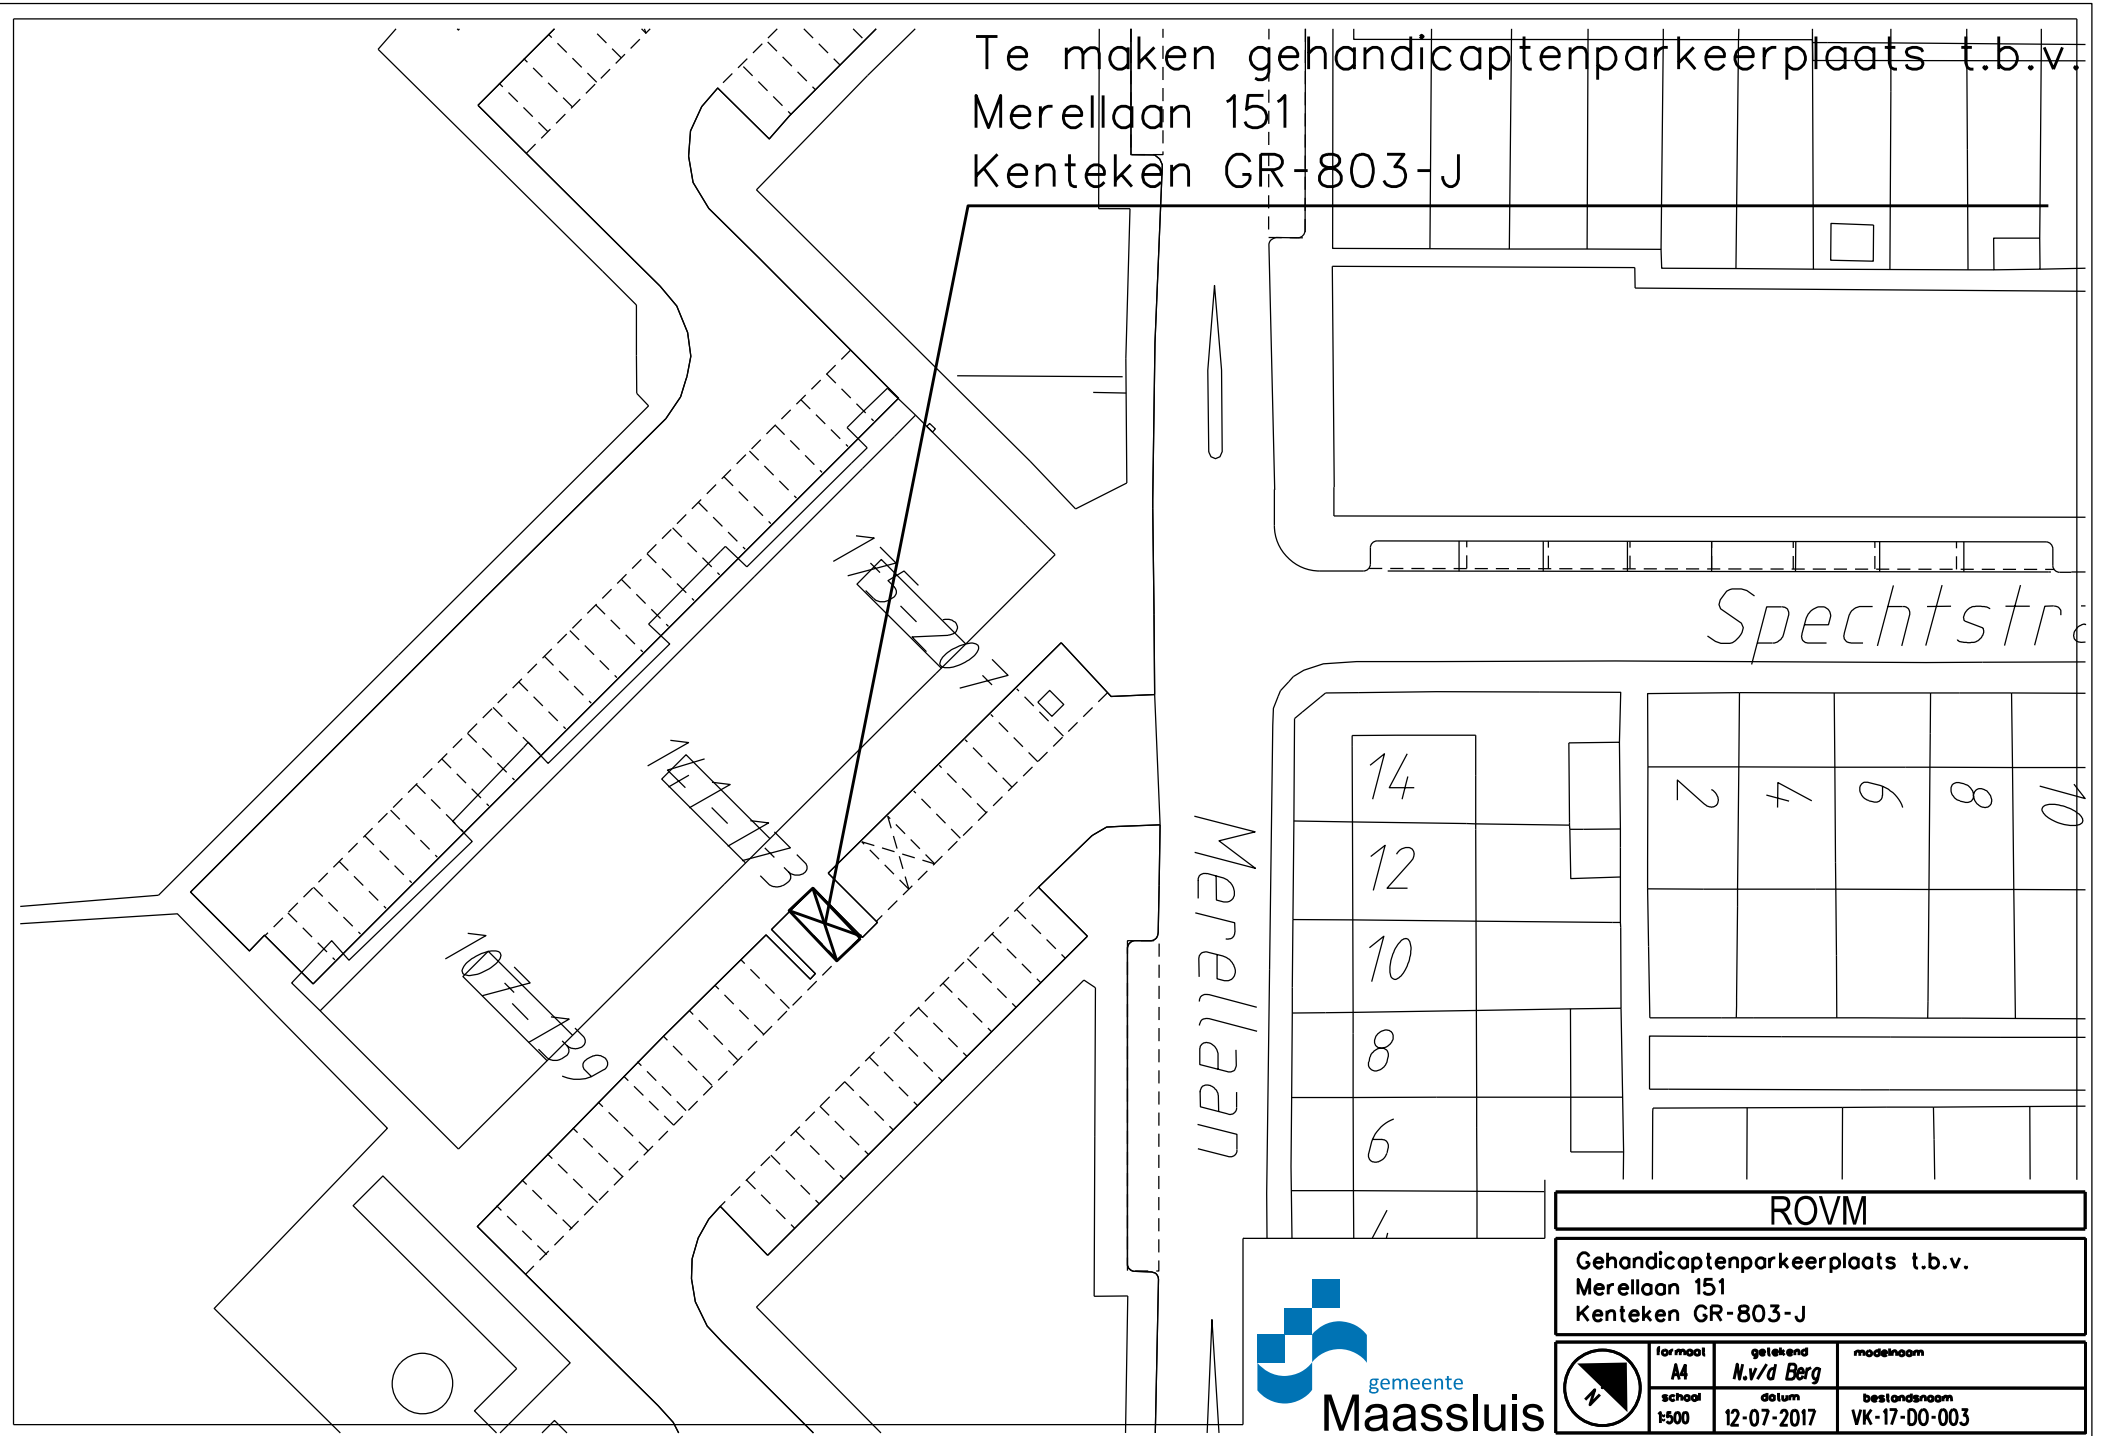 Te maken gehandicaptenparkeerplaats t.b.v.
Merellaan 151
Kenteken GR-803-J
175-207
141-173
107-139
Spechtstra
Merellaan
14
12
10
8
6
2
4
6
8
10
ROVM
Gehandicaptenparkeerplaats t.b.v.
Merellaan 151
Kenteken GR-803-J
formaat
A4
getekend
N.v/d Berg
modelnaam
schaal
1:500
datum
12-07-2017
bestandsnaam
VK-17-DO-003
N
gemeente
Maassluis